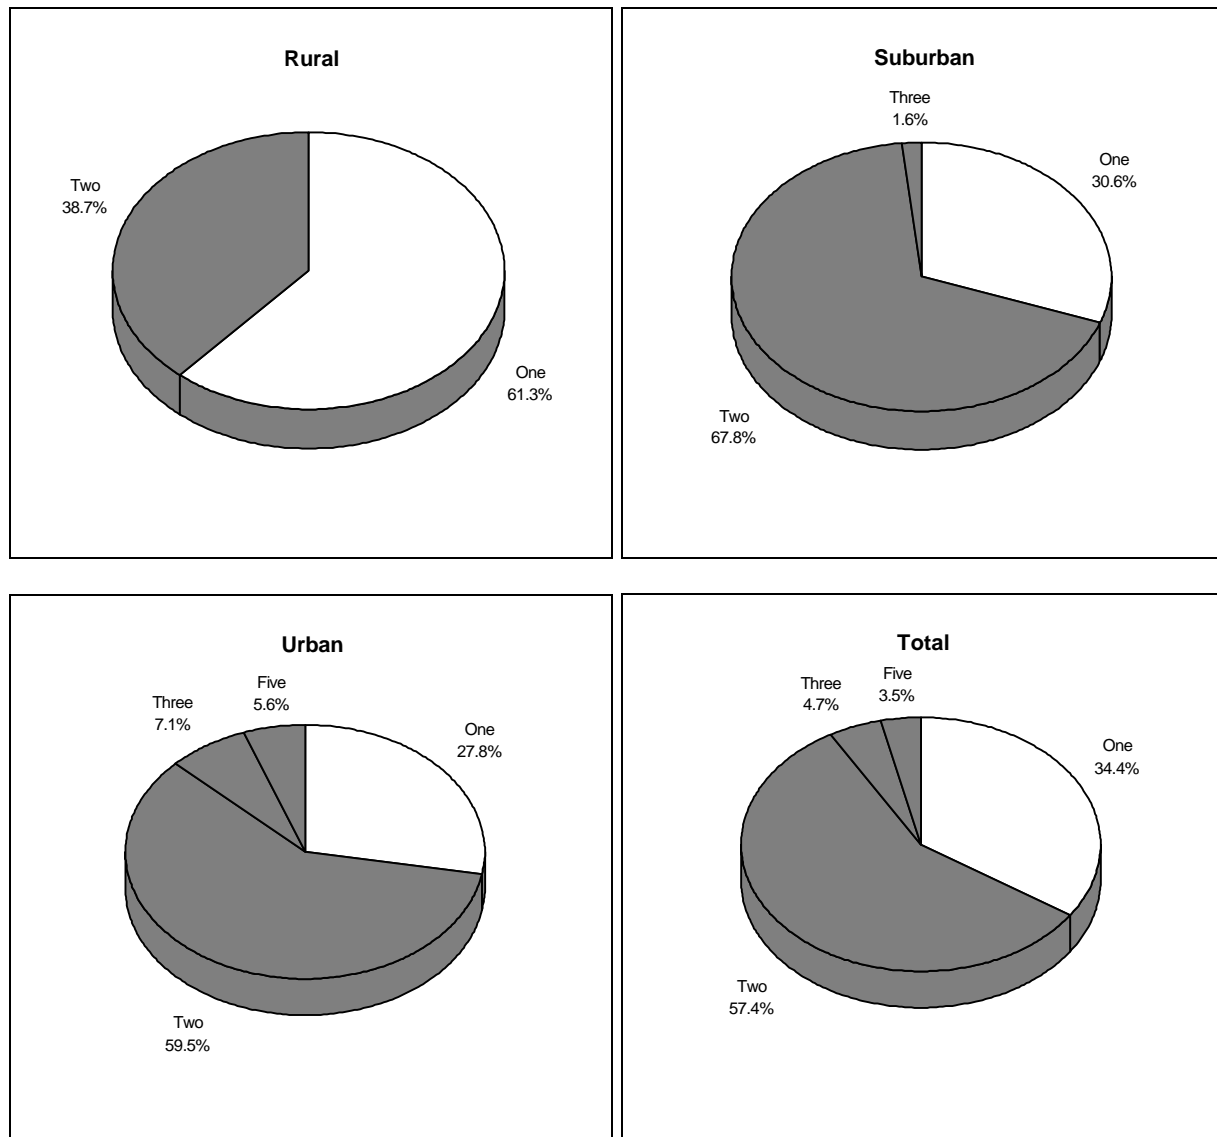 Rural
Two
38.7%
One
61.3%
Suburban
Three
1.6%
One
30.6%
Two
67.8%
Urban
Five
5.6%
Three
7.1%
One
27.8%
Two
59.5%
Total
Five
3.5%
Three
4.7%
One
34.4%
Two
57.4%